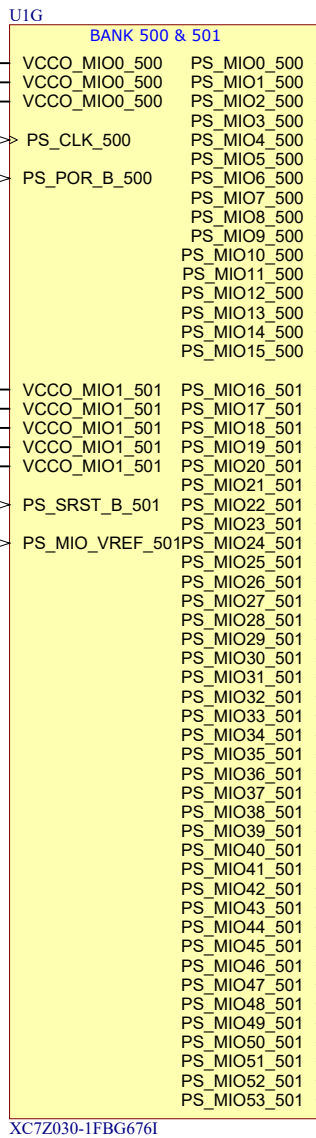 U1G
BANK 500 & 501
VCCO_MIO0_500 PS_MIO0_500
VCCO_MIO0_500 PS_MIO1_500
VCCO_MIO0_500 PS_MIO2_500
PS_MIO3_500
PS_CLK_500 PS_MIO4_500
PS_MIO5_500
PS_POR_B_500 PS_MIO6_500
PS_MIO7_500
PS_MIO8_500
PS_MIO9_500
PS_MIO10_500
PS_MIO11_500
PS_MIO12_500
PS_MIO13_500
PS_MIO14_500
PS_MIO15_500
VCCO_MIO1_501 PS_MIO16_501
VCCO_MIO1_501 PS_MIO17_501
VCCO_MIO1_501 PS_MIO18_501
VCCO_MIO1_501 PS_MIO19_501
VCCO_MIO1_501 PS_MIO20_501
PS_MIO21_501
PS_SRST_B_501 PS_MIO22_501
PS_MIO23_501
PS_MIO_VREF_501 PS_MIO24_501
PS_MIO25_501
PS_MIO26_501
PS_MIO27_501
PS_MIO28_501
PS_MIO29_501
PS_MIO30_501
PS_MIO31_501
PS_MIO32_501
PS_MIO33_501
PS_MIO34_501
PS_MIO35_501
PS_MIO36_501
PS_MIO37_501
PS_MIO38_501
PS_MIO39_501
PS_MIO40_501
PS_MIO41_501
PS_MIO42_501
PS_MIO43_501
PS_MIO44_501
PS_MIO45_501
PS_MIO46_501
PS_MIO47_501
PS_MIO48_501
PS_MIO49_501
PS_MIO50_501
PS_MIO51_501
PS_MIO52_501
PS_MIO53_501
XC7Z030-1FBG676I